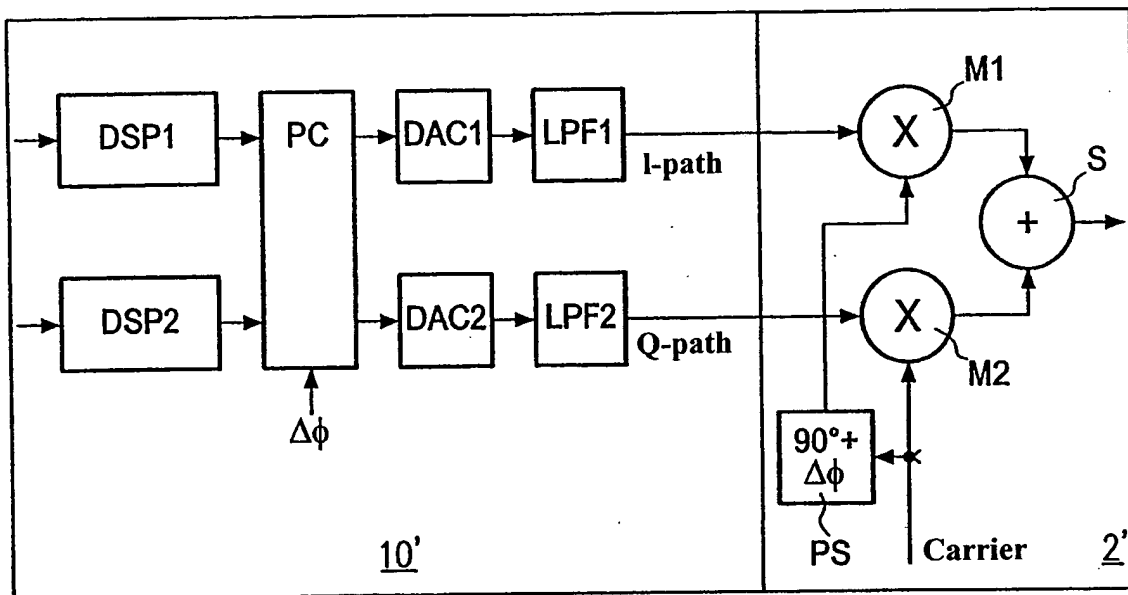 DSP1
PC
DAC1
LPF1
I-path
M1
X
S
+
DSP2
DAC2
LPF2
Q-path
X
M2
Δϕ
90°+
Δϕ
PS
Carrier
10'
2'